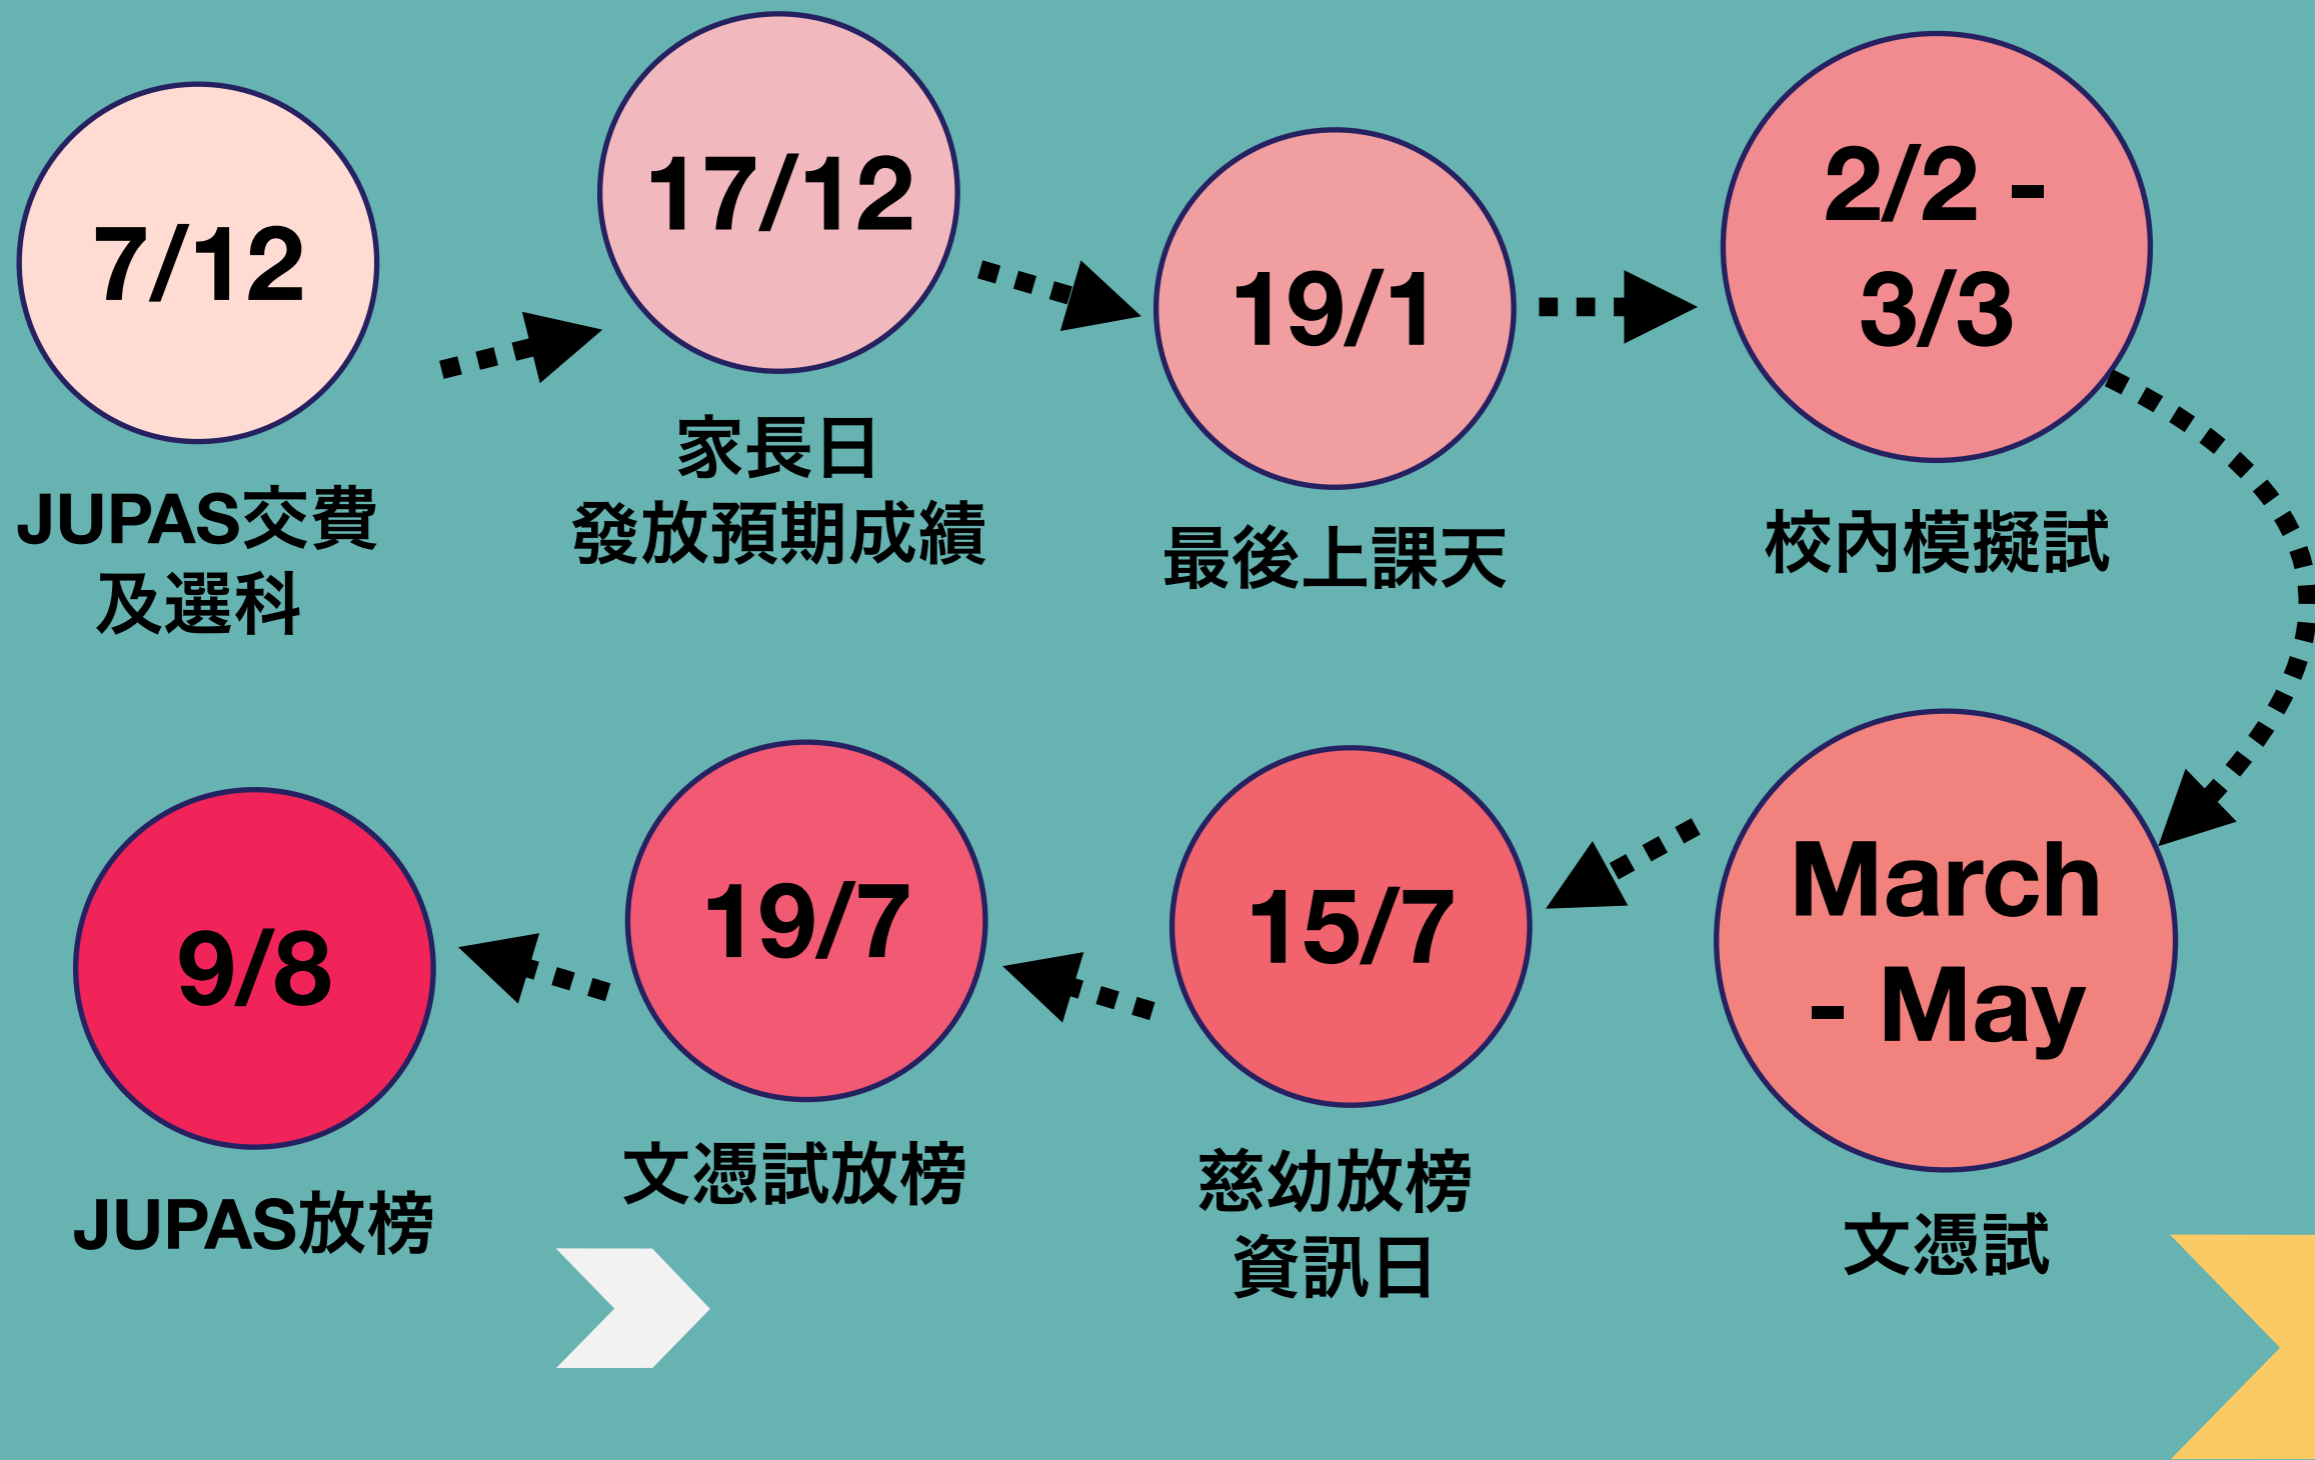 7/12
JUPAS交費
及選科
17/12
家長日
發放預期成績
19/1
最後上課天
2/2 -
3/3
校內模擬試
March
- May
文憑試
15/7
慈幼放榜
資訊日
19/7
文憑試放榜
9/8
JUPAS放榜